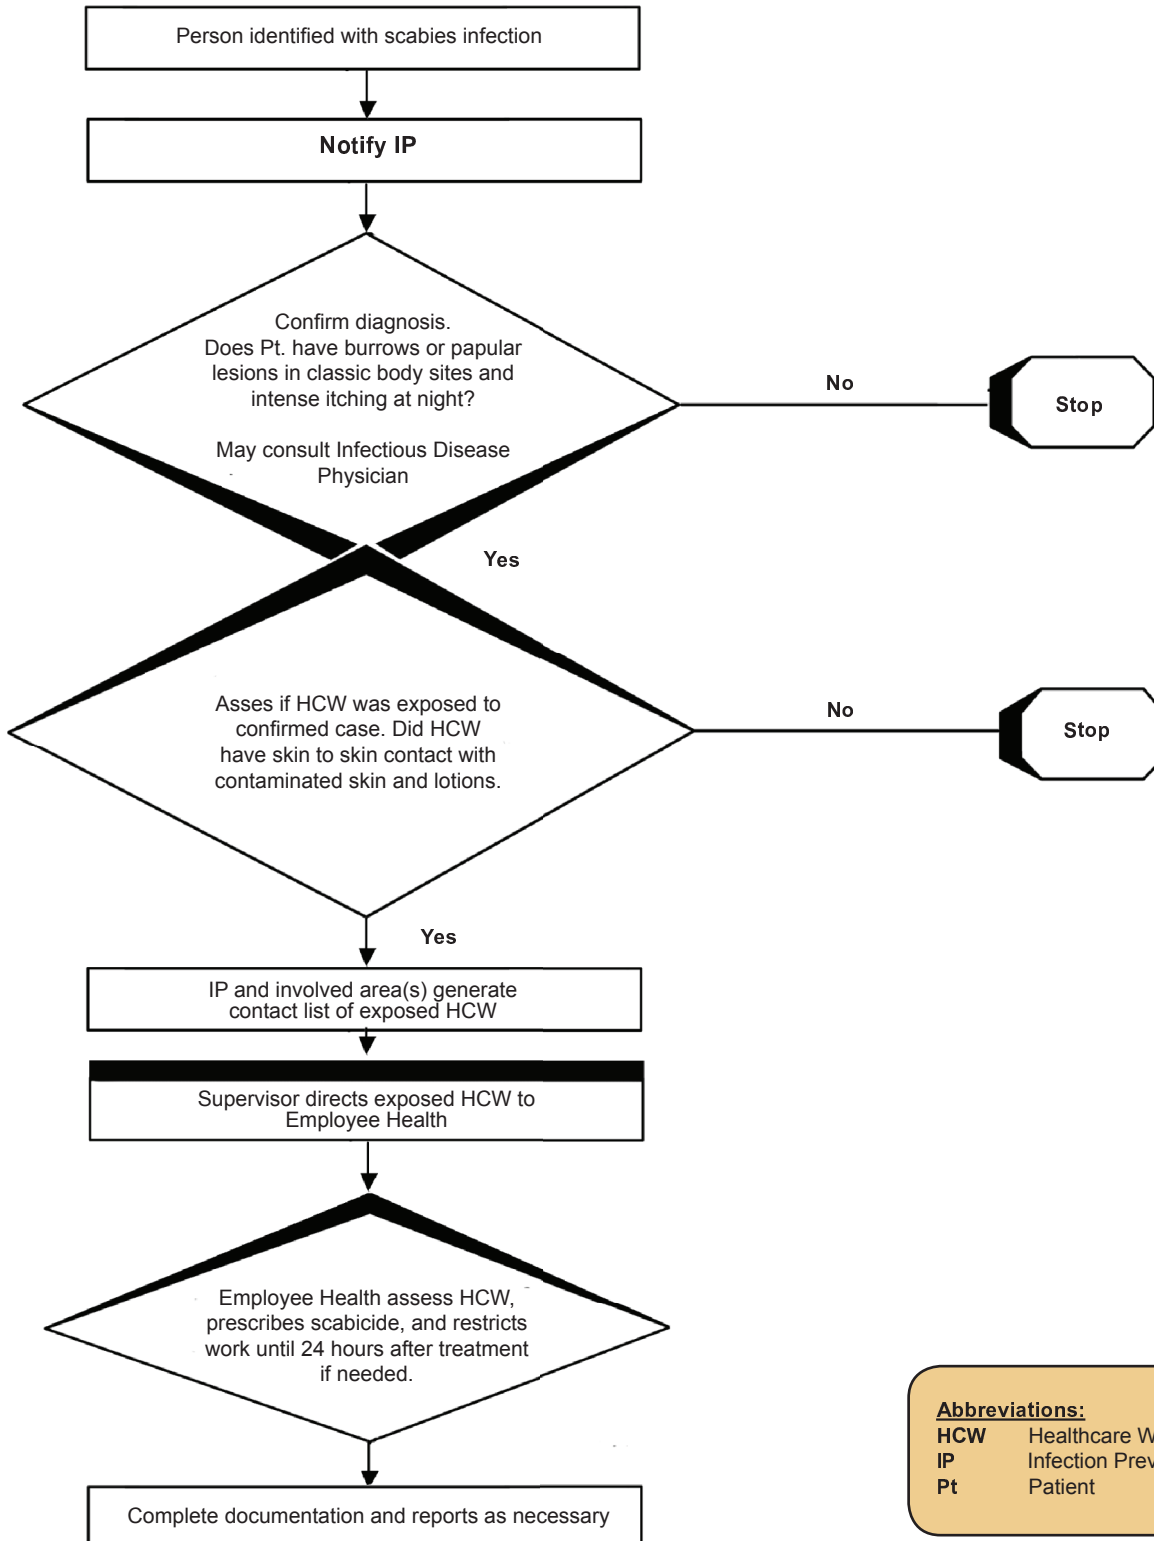 Person identified with scabies infection
Notify IP
Confirm diagnosis.
Does Pt. have burrows or papular
lesions in classic body sites and
intense itching at night?
No
Stop
May consult Infectious Disease
Physician
Yes
Asses if HCW was exposed to
confirmed case. Did HCW
have skin to skin contact with
contaminated skin and lotions.
No
Stop
Yes
IP and involved area(s) generate
contact list of exposed HCW
Supervisor directs exposed HCW to
Employee Health
Employee Health assess HCW,
prescribes scabicide, and restricts
work until 24 hours after treatment
if needed.
Complete documentation and reports as necessary
Abbreviations:
HCW Healthcare W
IP Infection Prev
Pt Patient